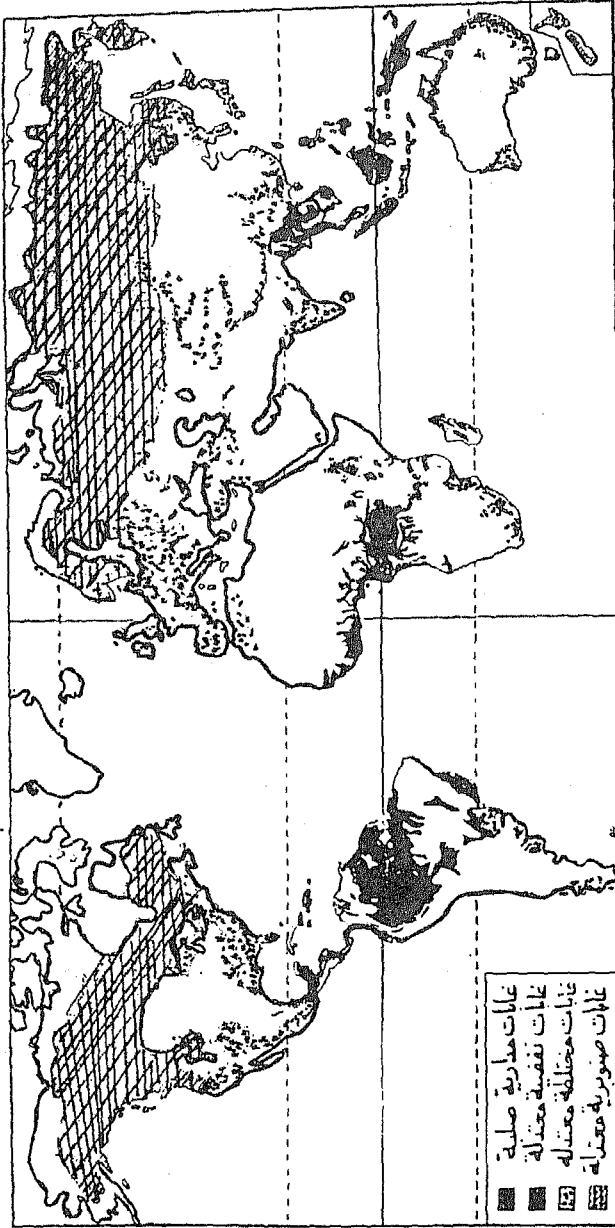 غابات مدارية صلبة
غابات نفضية معتدلة
غابات مختلطة معتدلة
غابات صنوبرية معتدلة